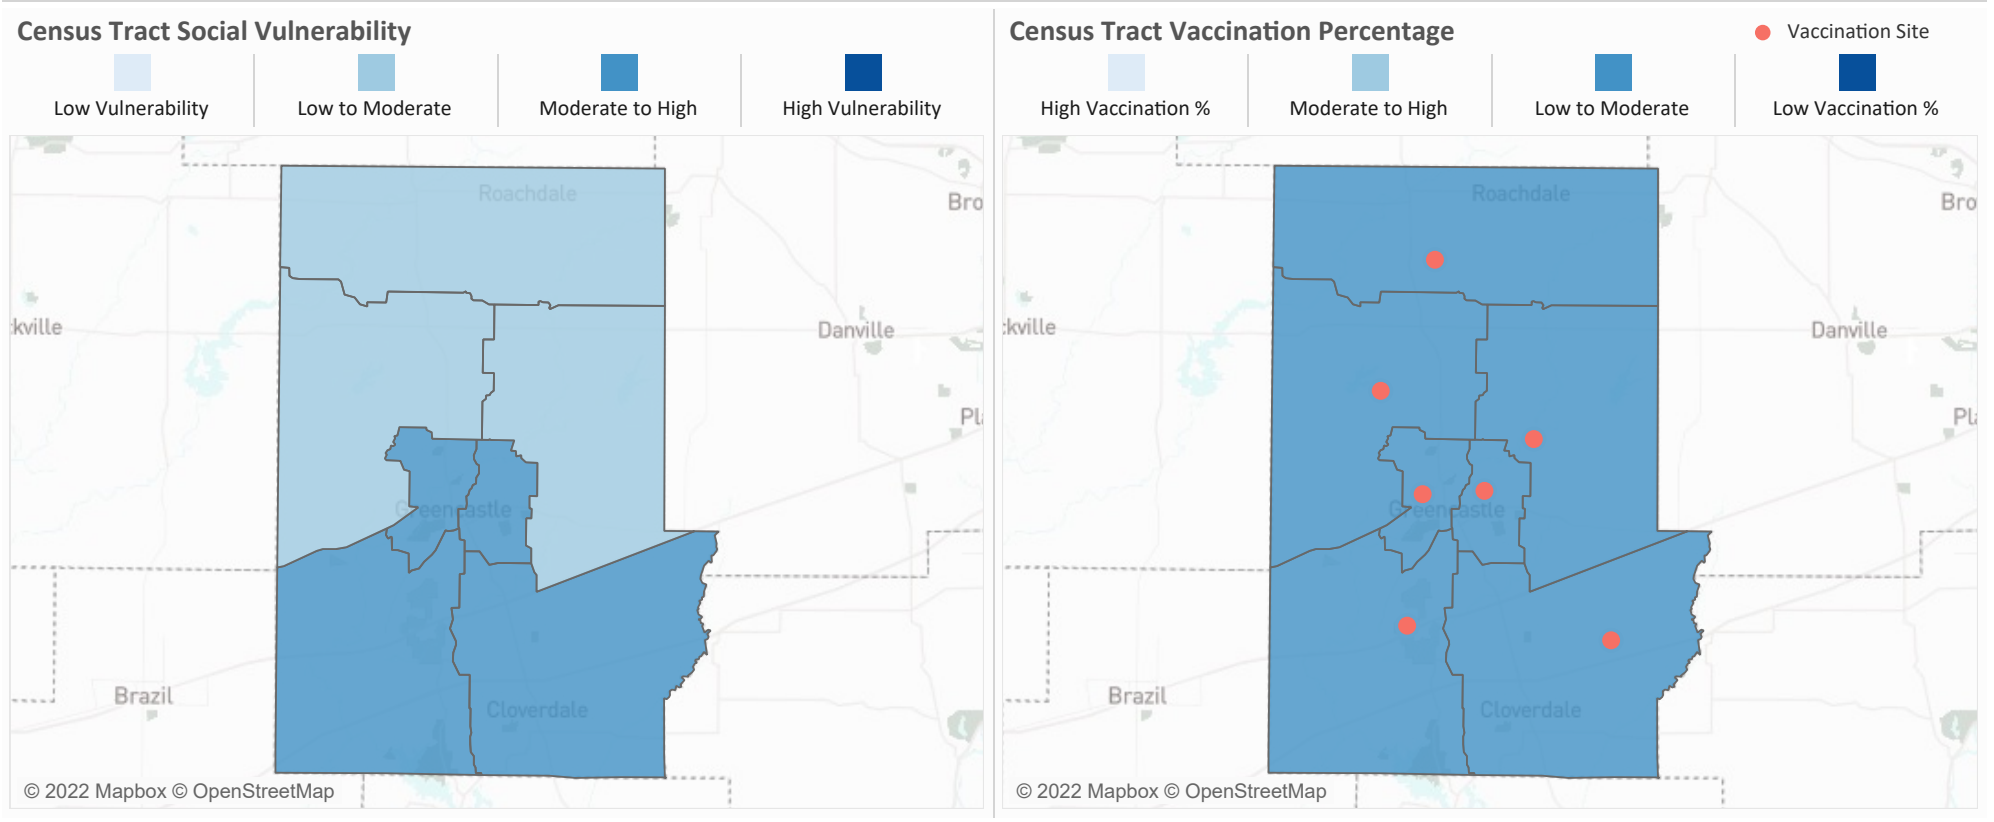 Census Tract Social Vulnerability
Low Vulnerability
Low to Moderate
Moderate to High
High Vulnerability
Roachdale
Bro
kville
Danville
Pla
Greencastle
Brazil
Cloverdale
© 2022 Mapbox © OpenStreetMap
Census Tract Vaccination Percentage
Vaccination Site
High Vaccination %
Moderate to High
Low to Moderate
Low Vaccination %
Roachdale
Bro
kville
Danville
Pla
Greencastle
Brazil
Cloverdale
© 2022 Mapbox © OpenStreetMap